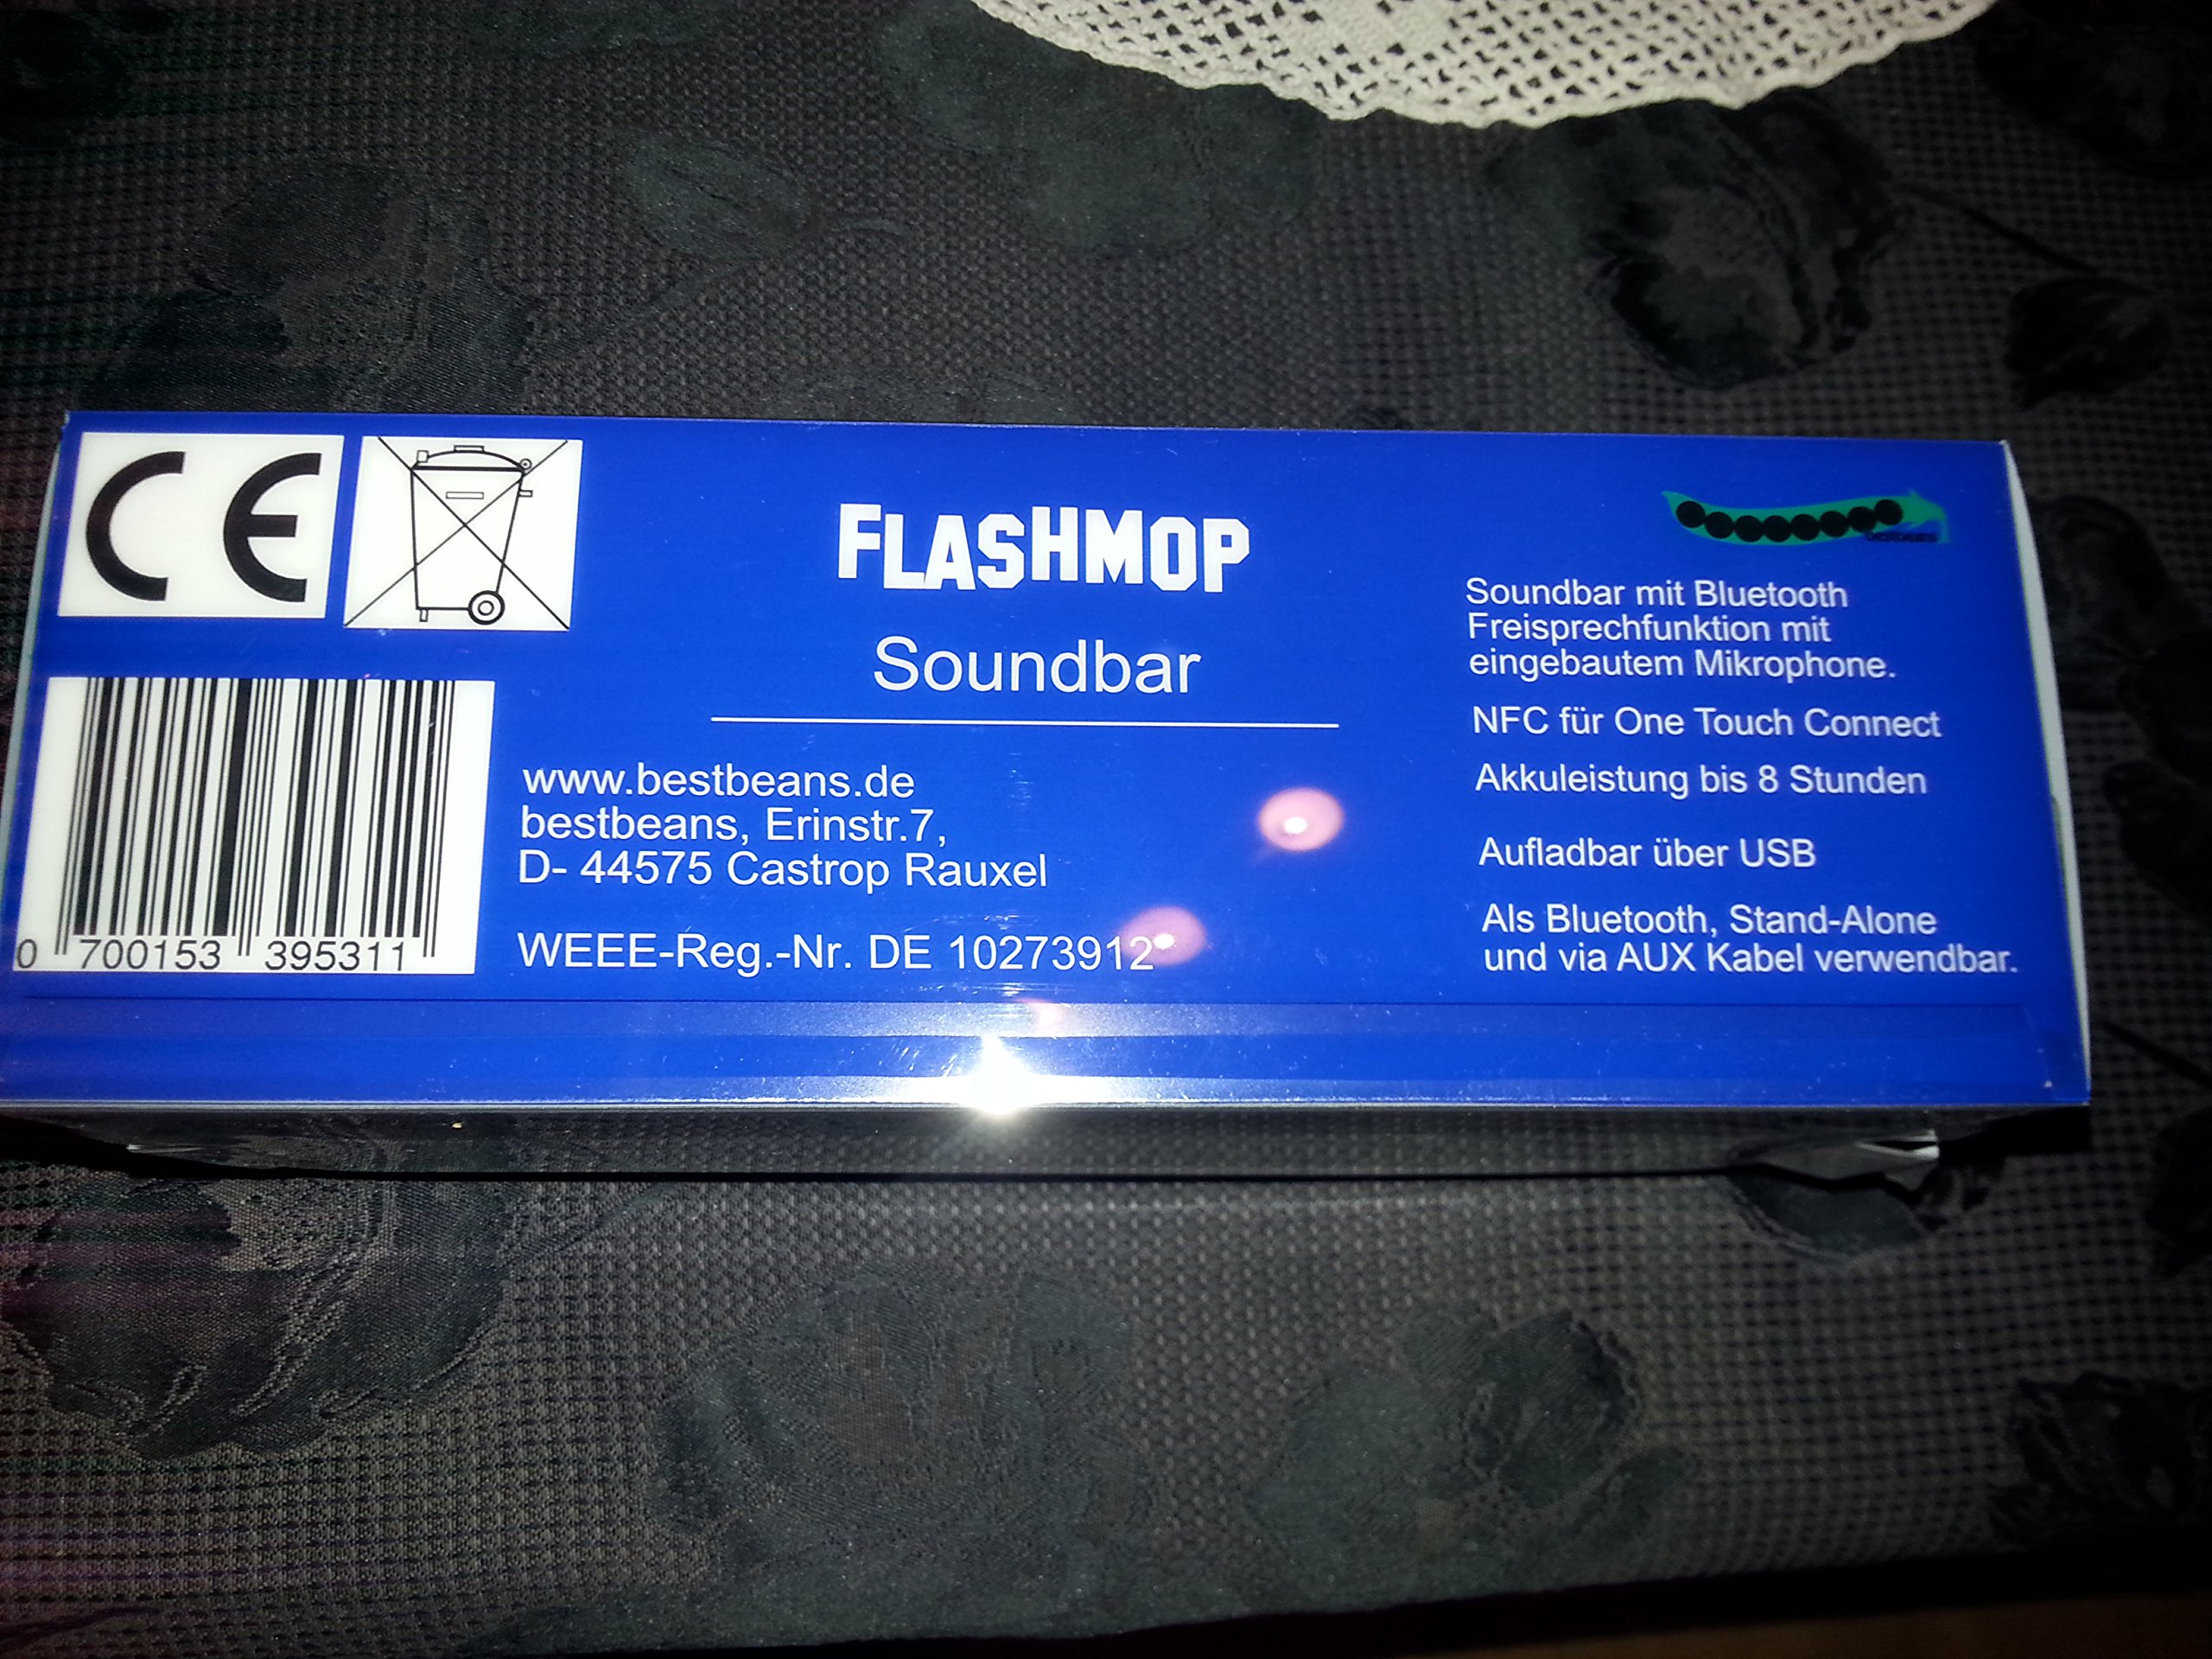 CE
FLASHMOP
Soundbar
www.bestbeans.de
bestbeans, Erinstr.7,
D- 44575 Castrop Rauxel
WEEE-Reg.-Nr. DE 10273912
0 700153 395311
bestbeans
Soundbar mit Bluetooth
Freisprechfunktion mit
eingebautem Mikrophone.
NFC für One Touch Connect
Akkuleistung bis 8 Stunden
Aufladbar über USB
Als Bluetooth, Stand-Alone
und via AUX Kabel verwendbar.